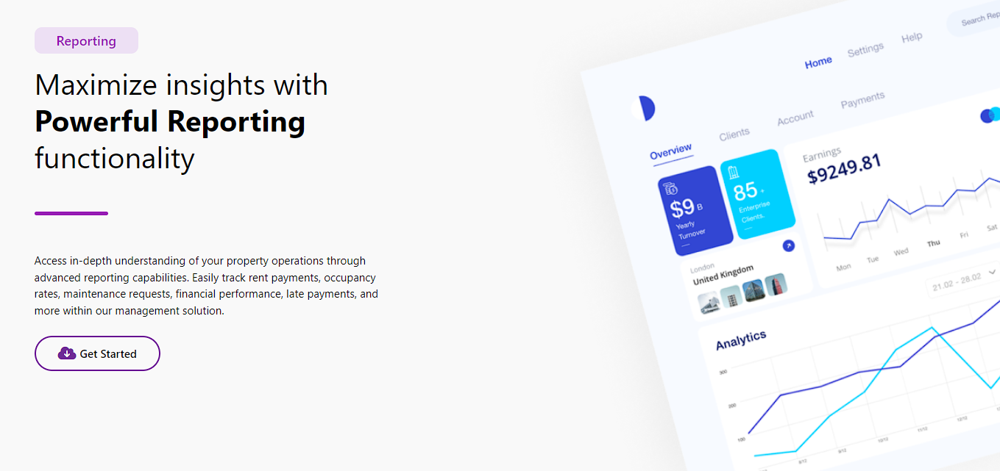 Reporting
Maximize insights with
Powerful Reporting
functionality
Access in-depth understanding of your property operations through
advanced reporting capabilities. Easily track rent payments, occupancy
rates, maintenance requests, financial performance, late payments, and
more within our management solution.
Get Started
Home Settings Help Search Rep
Overview Clients Account Payments
$9 B
Yearly
Turnover
85 +
Enterprise
Clients.
London
United Kingdom
Earnings
$9249.81
Mon Tue Wed Thu Fri Sat
21.02 - 28.02
Analytics
300
200
100
8/12 9/12 10/12 11/12 12/12